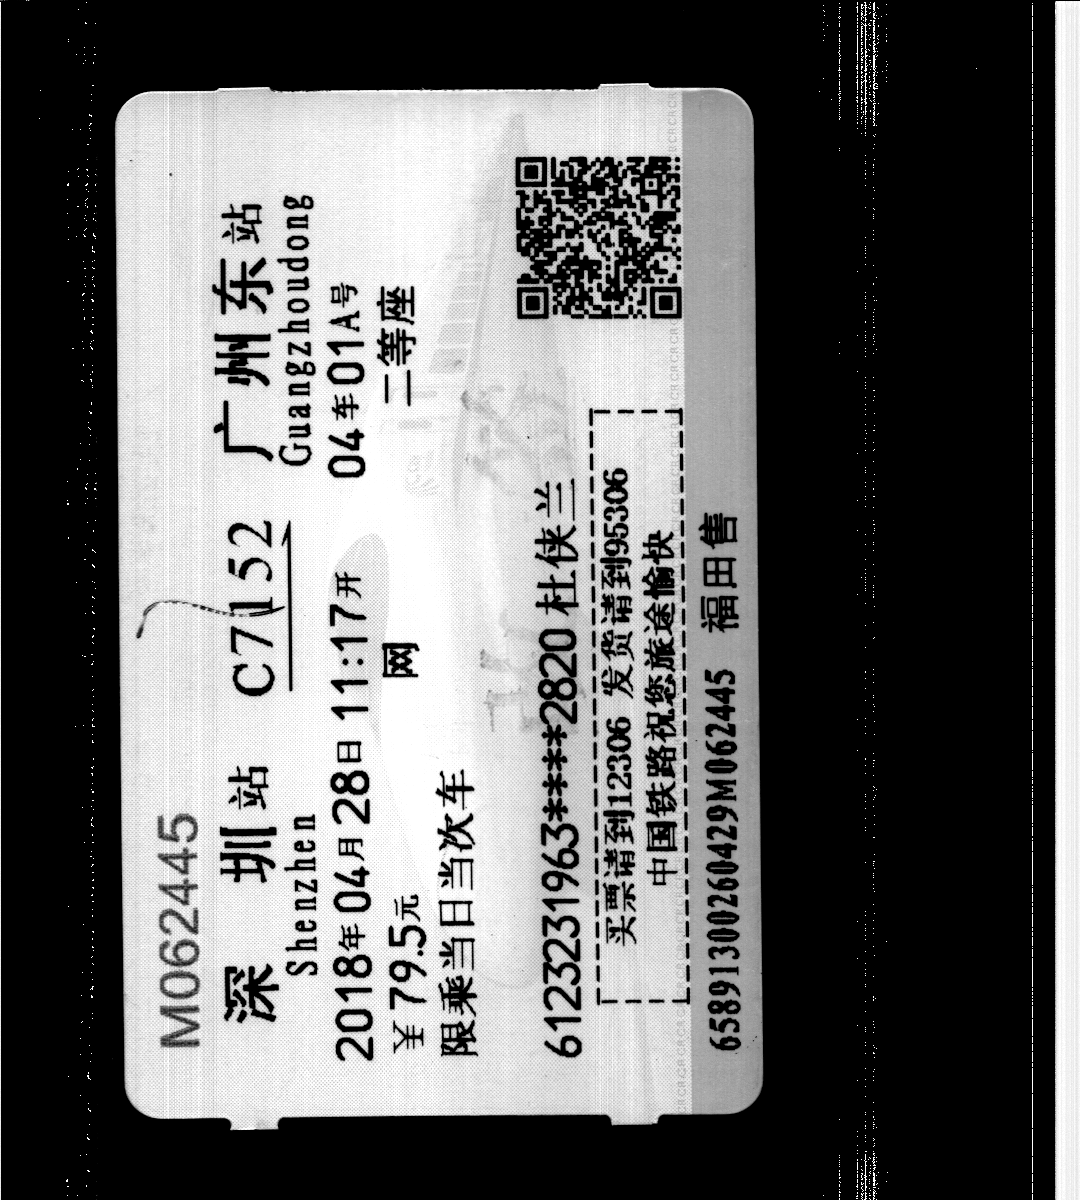 M062445
深圳站 C7152 广州东站
Shenzhen Guangzhoudong
2018年04月28日 11:17开 04车01A号
¥79.5元 网 二等座
限乘当日当次车
6123231963****2820杜侠兰
买票请到12306 发货请到95306
中国铁路祝您旅途愉快
65891300260429M062445 福田售